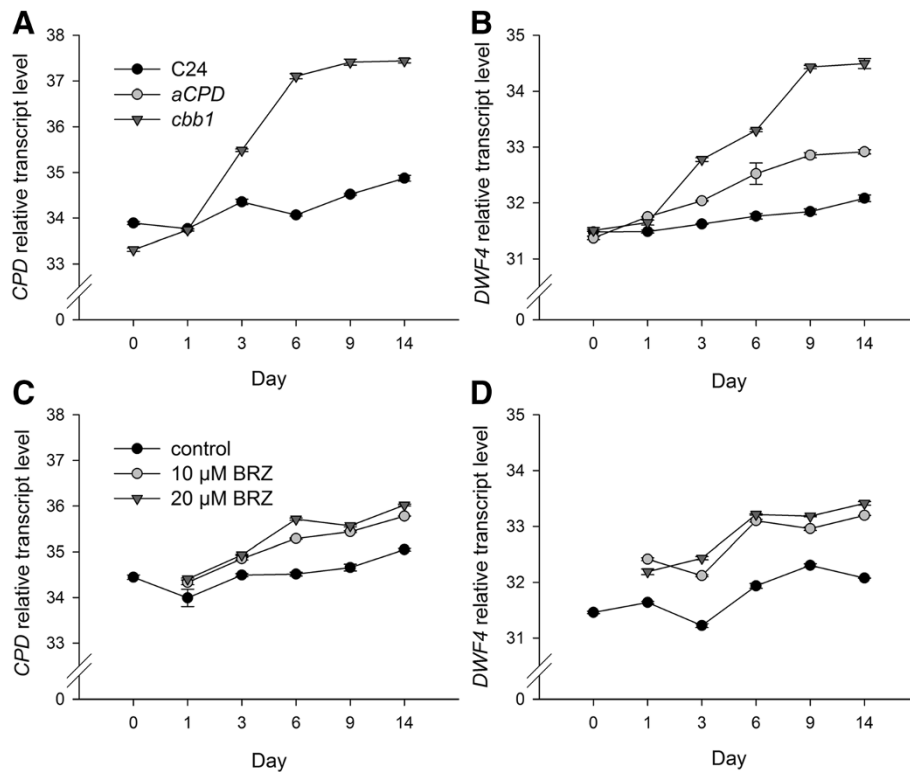 A
CPD relative transcript level
38
37
36
35
34
33
0
C24
aCPD
cbb1
0 1 3 6 9 14
Day
B
DWF4 relative transcript level
35
34
33
32
31
0
0 1 3 6 9 14
Day
C
CPD relative transcript level
38
37
36
35
34
33
0
control
10 µM BRZ
20 µM BRZ
0 1 3 6 9 14
Day
D
DWF4 relative transcript level
35
34
33
32
31
0
0 1 3 6 9 14
Day